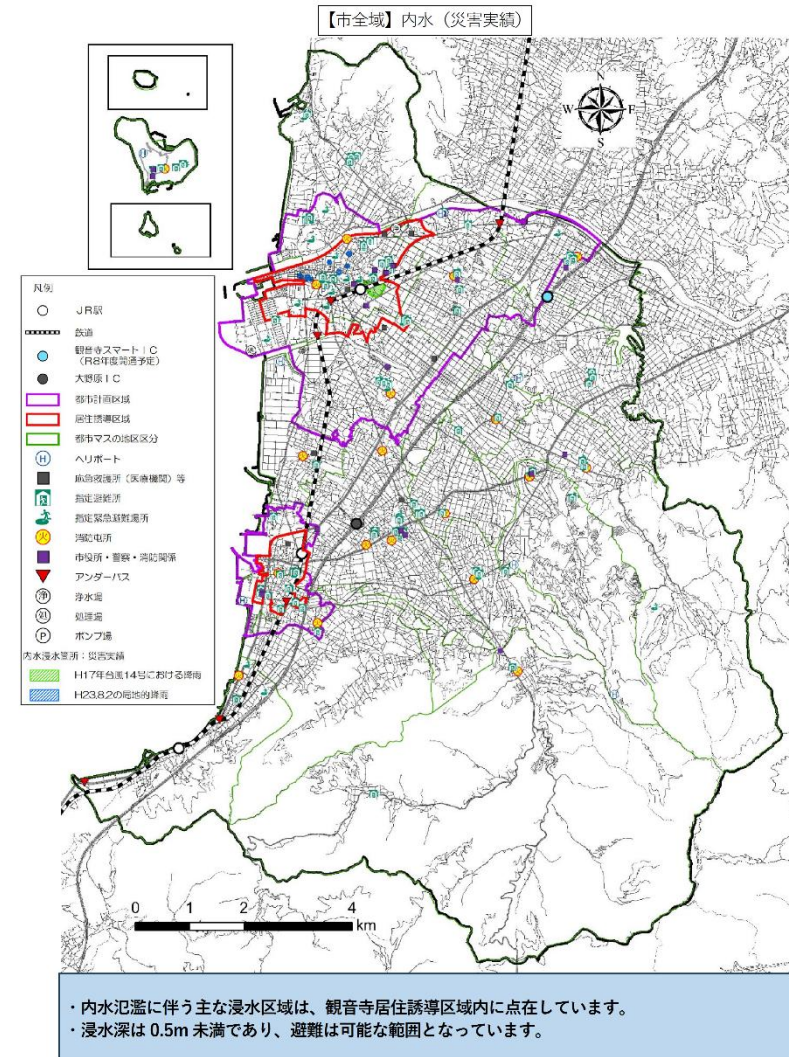 【市全域】内水（災害実績）
N
W
E
S
凡例
JR駅
鉄道
観音寺スマートIC
（R8年度開通予定）
大野原IC
都市計画区域
居住誘導区域
都市マスの地区区分
H
ヘリポート
応急救護所（医療機関）等
指定避難所
指定緊急避難場所
火
消防屯所
市役所・警察・消防関係
アンダーパス
浄
浄水場
処
処理場
P
ポンプ場
内水浸水箇所：災害実績
H17年台風14号における降雨
H23.8.2の局地的降雨
0 1 2 4
km
・内水氾濫に伴う主な浸水区域は、観音寺居住誘導区域内に点在しています。
・浸水深は 0.5m 未満であり、避難は可能な範囲となっています。